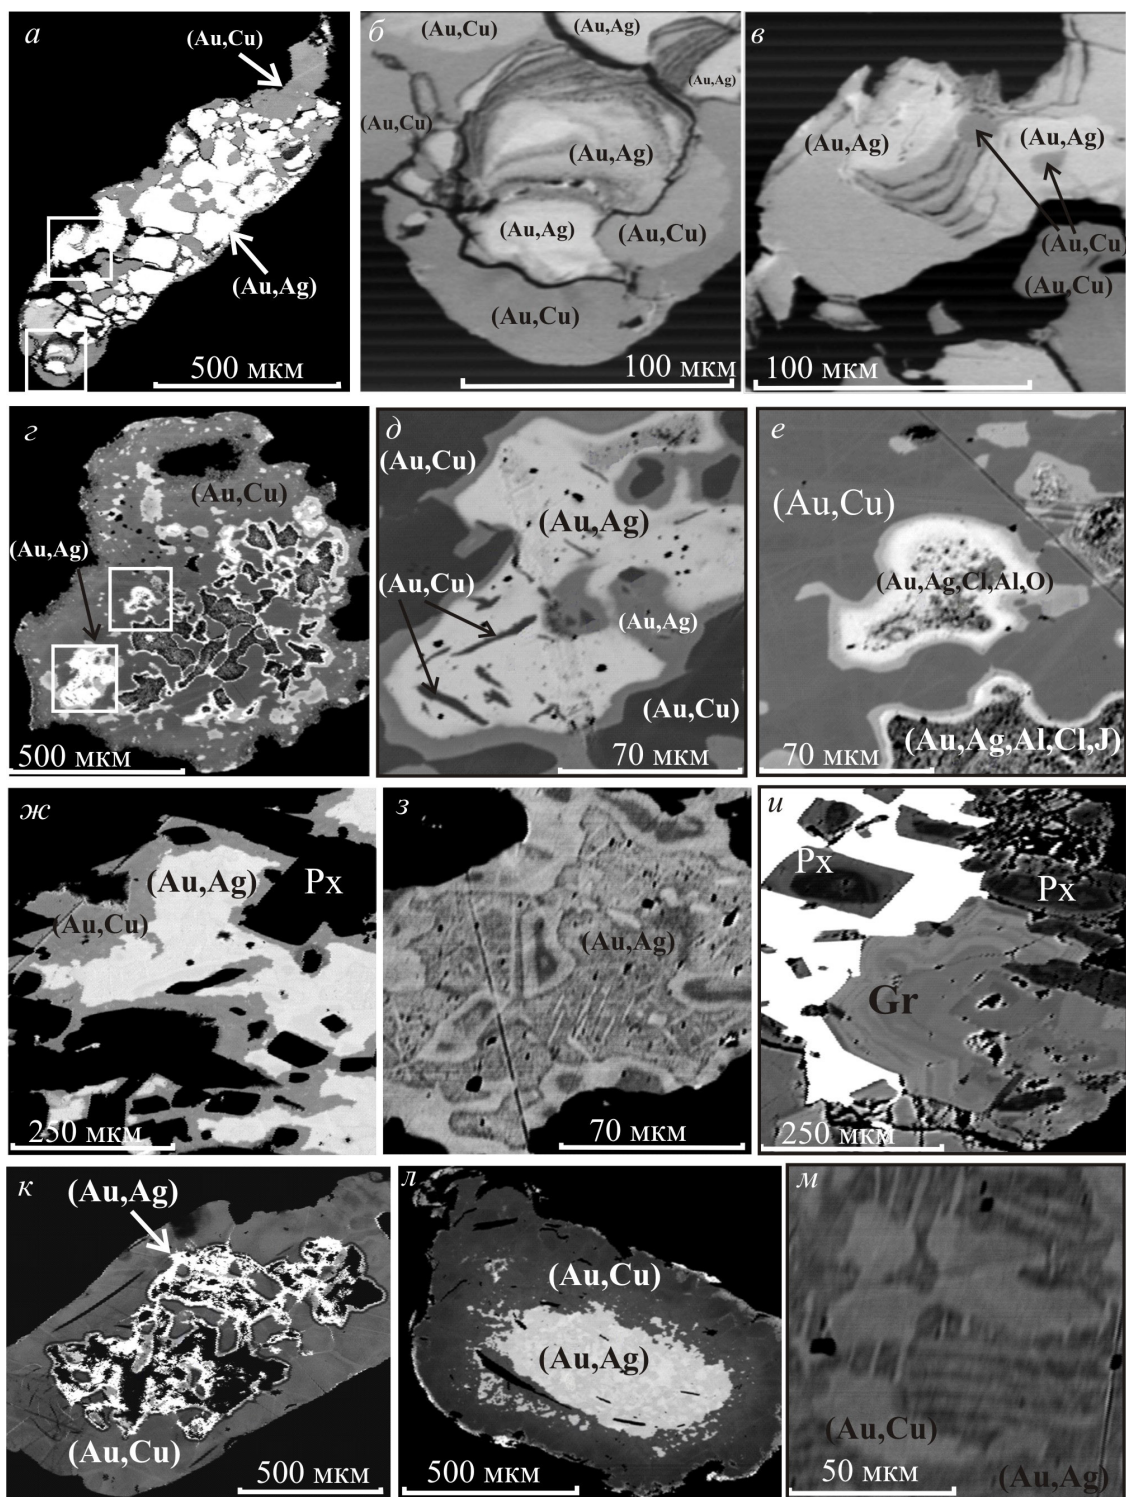 а
(Au,Cu)
(Au,Ag)
500 мкм
б
(Au,Cu)
(Au,Ag)
(Au,Ag)
(Au,Cu)
(Au,Ag)
(Au,Ag)
(Au,Cu)
(Au,Cu)
100 мкм
в
(Au,Ag)
(Au,Ag)
(Au,Cu)
(Au,Cu)
100 мкм
г
(Au,Cu)
(Au,Ag)
500 мкм
д
(Au,Cu)
(Au,Ag)
(Au,Cu)
(Au,Ag)
(Au,Cu)
70 мкм
е
(Au,Cu)
(Au,Ag,Cl,Al,O)
(Au,Ag,Al,Cl,J)
70 мкм
ж
(Au,Ag)
Px
(Au,Cu)
250 мкм
з
(Au,Ag)
70 мкм
и
Px
Px
Gr
250 мкм
к
(Au,Ag)
(Au,Cu)
500 мкм
л
(Au,Cu)
(Au,Ag)
500 мкм
м
(Au,Cu)
(Au,Ag)
50 мкм